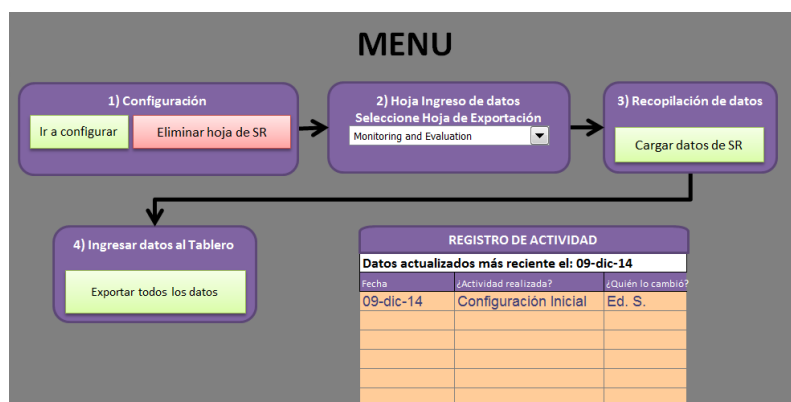 MENU
1) Configuración
Ir a configurar
Eliminar hoja de SR
2) Hoja Ingreso de datos
Seleccione Hoja de Exportación
Monitoring and Evaluation
3) Recopilación de datos
Cargar datos de SR
4) Ingresar datos al Tablero
Exportar todos los datos
REGISTRO DE ACTIVIDAD
Datos actualizados más reciente el: 09-dic-14
Fecha ¿Actividad realizada? ¿Quién lo cambió?
09-dic-14 Configuración Inicial Ed. S.